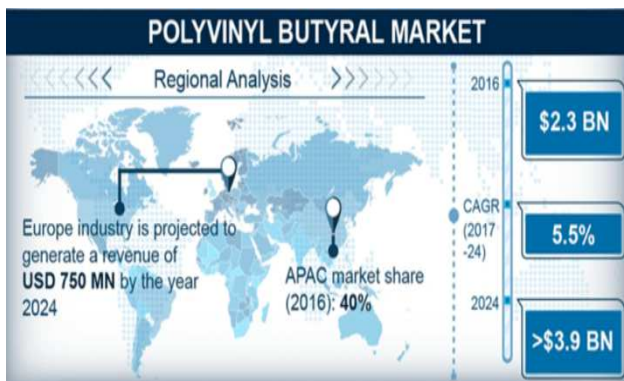 POLYVINYL BUTYRAL MARKET
Regional Analysis
Europe industry is projected to
generate a revenue of
USD 750 MN by the year
2024
APAC market share
(2016): 40%
2016
$2.3 BN
CAGR
(2017
-24)
5.5%
2024
>$3.9 BN